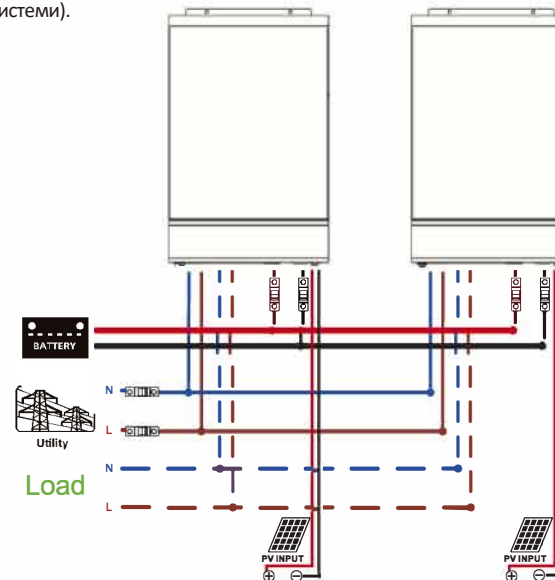 истеми).
BATTERY
N
Utility
L
N
Load
L
PV INPUT
PV INPUT